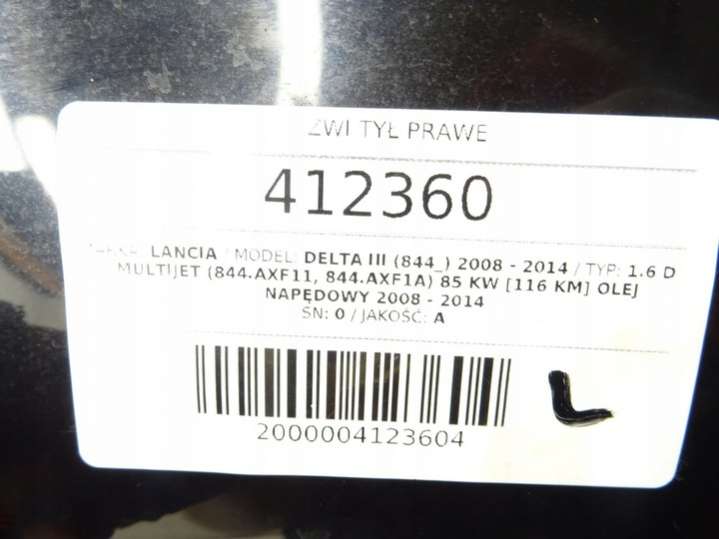 ZWI TYŁ PRAWE
412360
MARKA: LANCIA / MODEL: DELTA III (844_) 2008 - 2014 / TYP: 1.6 D
MULTIJET (844.AXF11, 844.AXF1A) 85 KW [116 KM] OLEJ
NAPĘDOWY 2008 - 2014
SN: 0 / JAKOŚĆ: A
2000004123604
L